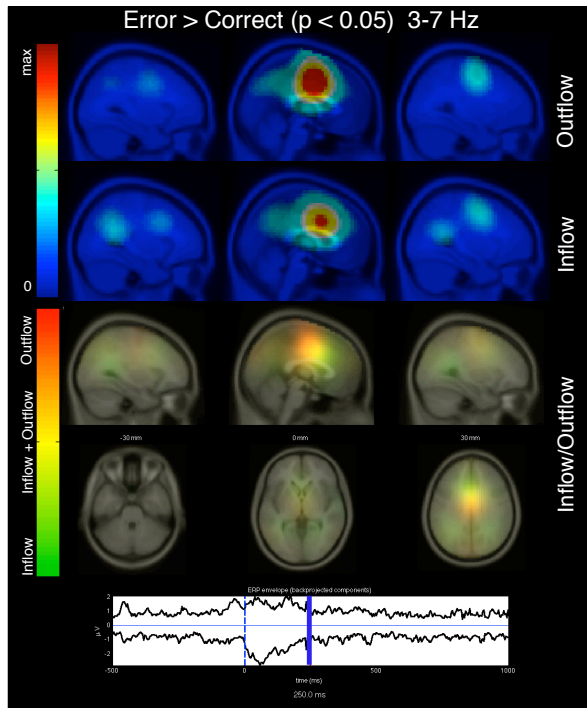 Error > Correct (p < 0.05) 3-7 Hz
max
0
Outflow
Inflow
Outflow
Inflow + Outflow
Inflow
Inflow/Outflow
-30 mm
0 mm
30 mm
ERP envelope (backprojected components)
µV
2
1
0
-1
-2
-500
0
500
1000
time (ms)
250.0 ms